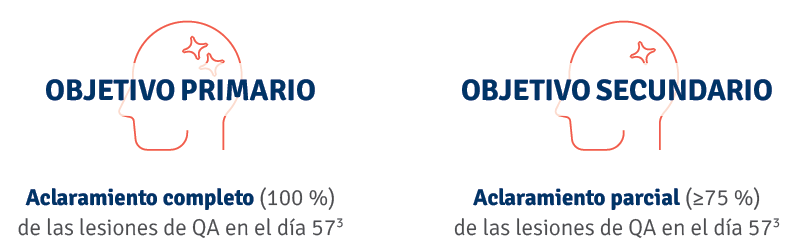 OBJETIVO PRIMARIO
Aclaramiento completo (100 %)
de las lesiones de QA en el día 57³
OBJETIVO SECUNDARIO
Aclaramiento parcial (≥75 %)
de las lesiones de QA en el día 57³